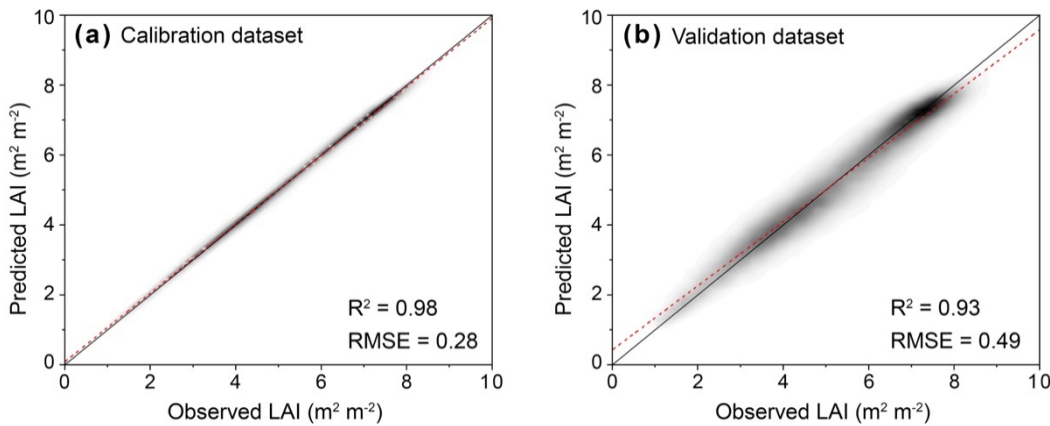 (a) Calibration dataset
Predicted LAI (m² m⁻²)
10
8
6
4
2
0
R² = 0.98
RMSE = 0.28
0 2 4 6 8 10
Observed LAI (m² m⁻²)
(b) Validation dataset
Predicted LAI (m² m⁻²)
10
8
6
4
2
0
R² = 0.93
RMSE = 0.49
0 2 4 6 8 10
Observed LAI (m² m⁻²)